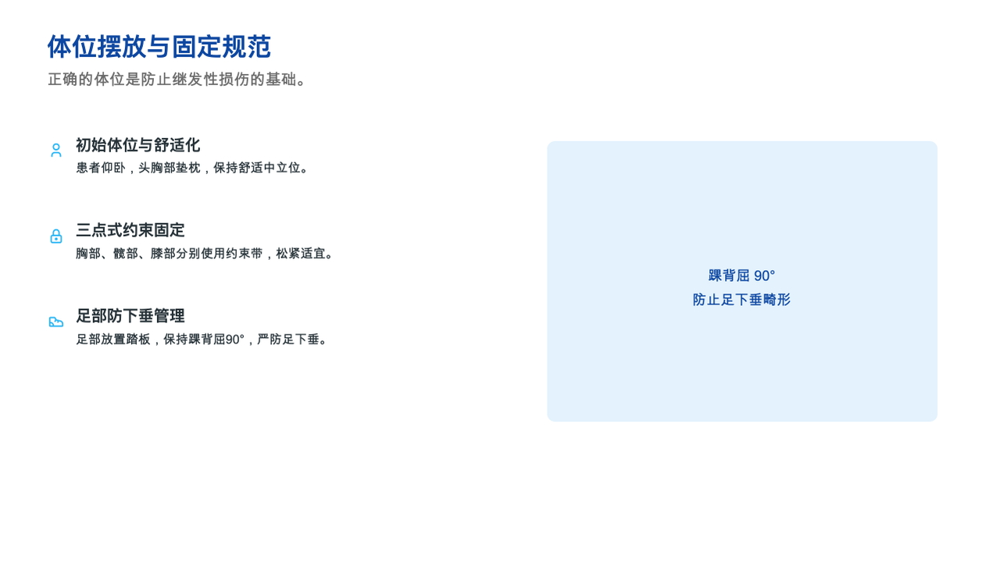 体位摆放与固定规范
正确的体位是防止继发性损伤的基础。
初始体位与舒适化
患者仰卧，头胸部垫枕，保持舒适中立位。
三点式约束固定
胸部、髋部、膝部分别使用约束带，松紧适宜。
足部防下垂管理
足部放置踏板，保持踝背屈90°，严防足下垂。
踝背屈 90°
防止足下垂畸形